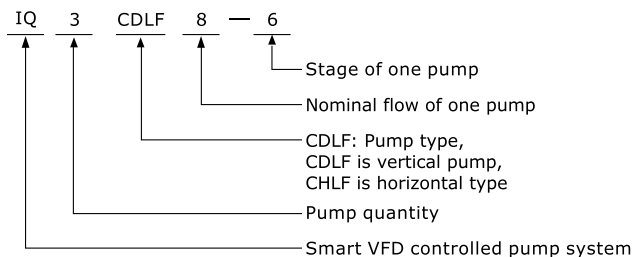 IQ 3 CDLF 8 — 6
Stage of one pump
Nominal flow of one pump
CDLF: Pump type,
CDLF is vertical pump,
CHLF is horizontal type
Pump quantity
Smart VFD controlled pump system